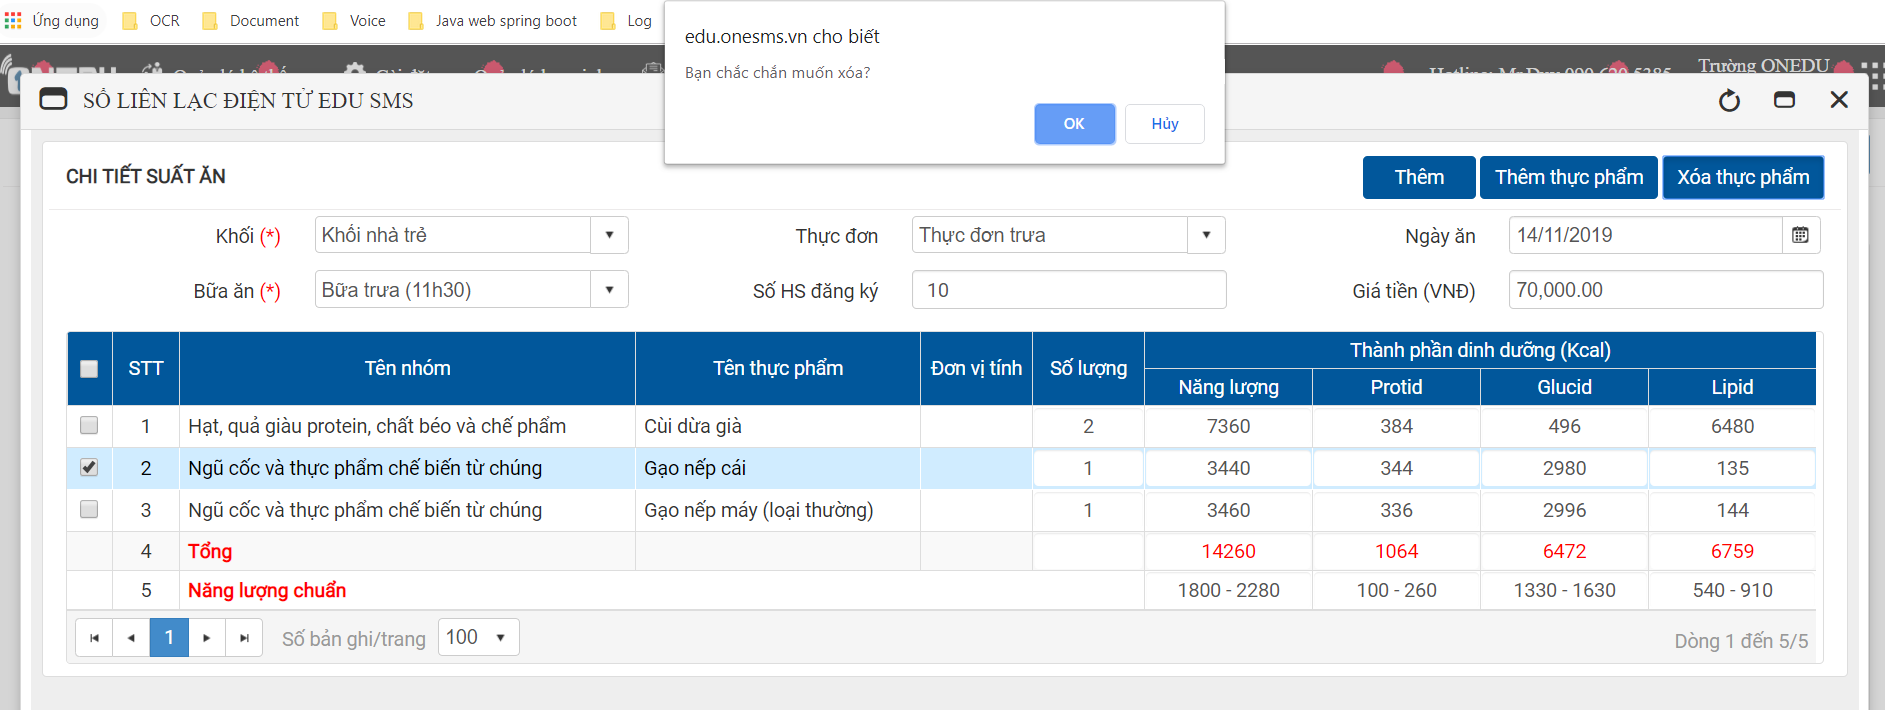 Ứng dụng OCR Document Voice Java web spring boot Log
edu.onesms.vn cho biết
Bạn chắc chắn muốn xóa?
OK Hủy
Trường ONEDU
SỔ LIÊN LẠC ĐIỆN TỬ EDU SMS
CHI TIẾT SUẤT ĂN
Thêm Thêm thực phẩm Xóa thực phẩm
Khối (*) Khối nhà trẻ Thực đơn Thực đơn trưa Ngày ăn 14/11/2019
Bữa ăn (*) Bữa trưa (11h30) Số HS đăng ký 10 Giá tiền (VNĐ) 70,000.00
STT Tên nhóm Tên thực phẩm Đơn vị tính Số lượng Thành phần dinh dưỡng (Kcal)
Năng lượng Protid Glucid Lipid
1 Hạt, quả giàu protein, chất béo và chế phẩm Cùi dừa già 2 7360 384 496 6480
2 Ngũ cốc và thực phẩm chế biến từ chúng Gạo nếp cái 1 3440 344 2980 135
3 Ngũ cốc và thực phẩm chế biến từ chúng Gạo nếp máy (loại thường) 1 3460 336 2996 144
4 Tổng 14260 1064 6472 6759
5 Năng lượng chuẩn 1800 - 2280 100 - 260 1330 - 1630 540 - 910
1 Số bản ghi/trang 100 Dòng 1 đến 5/5